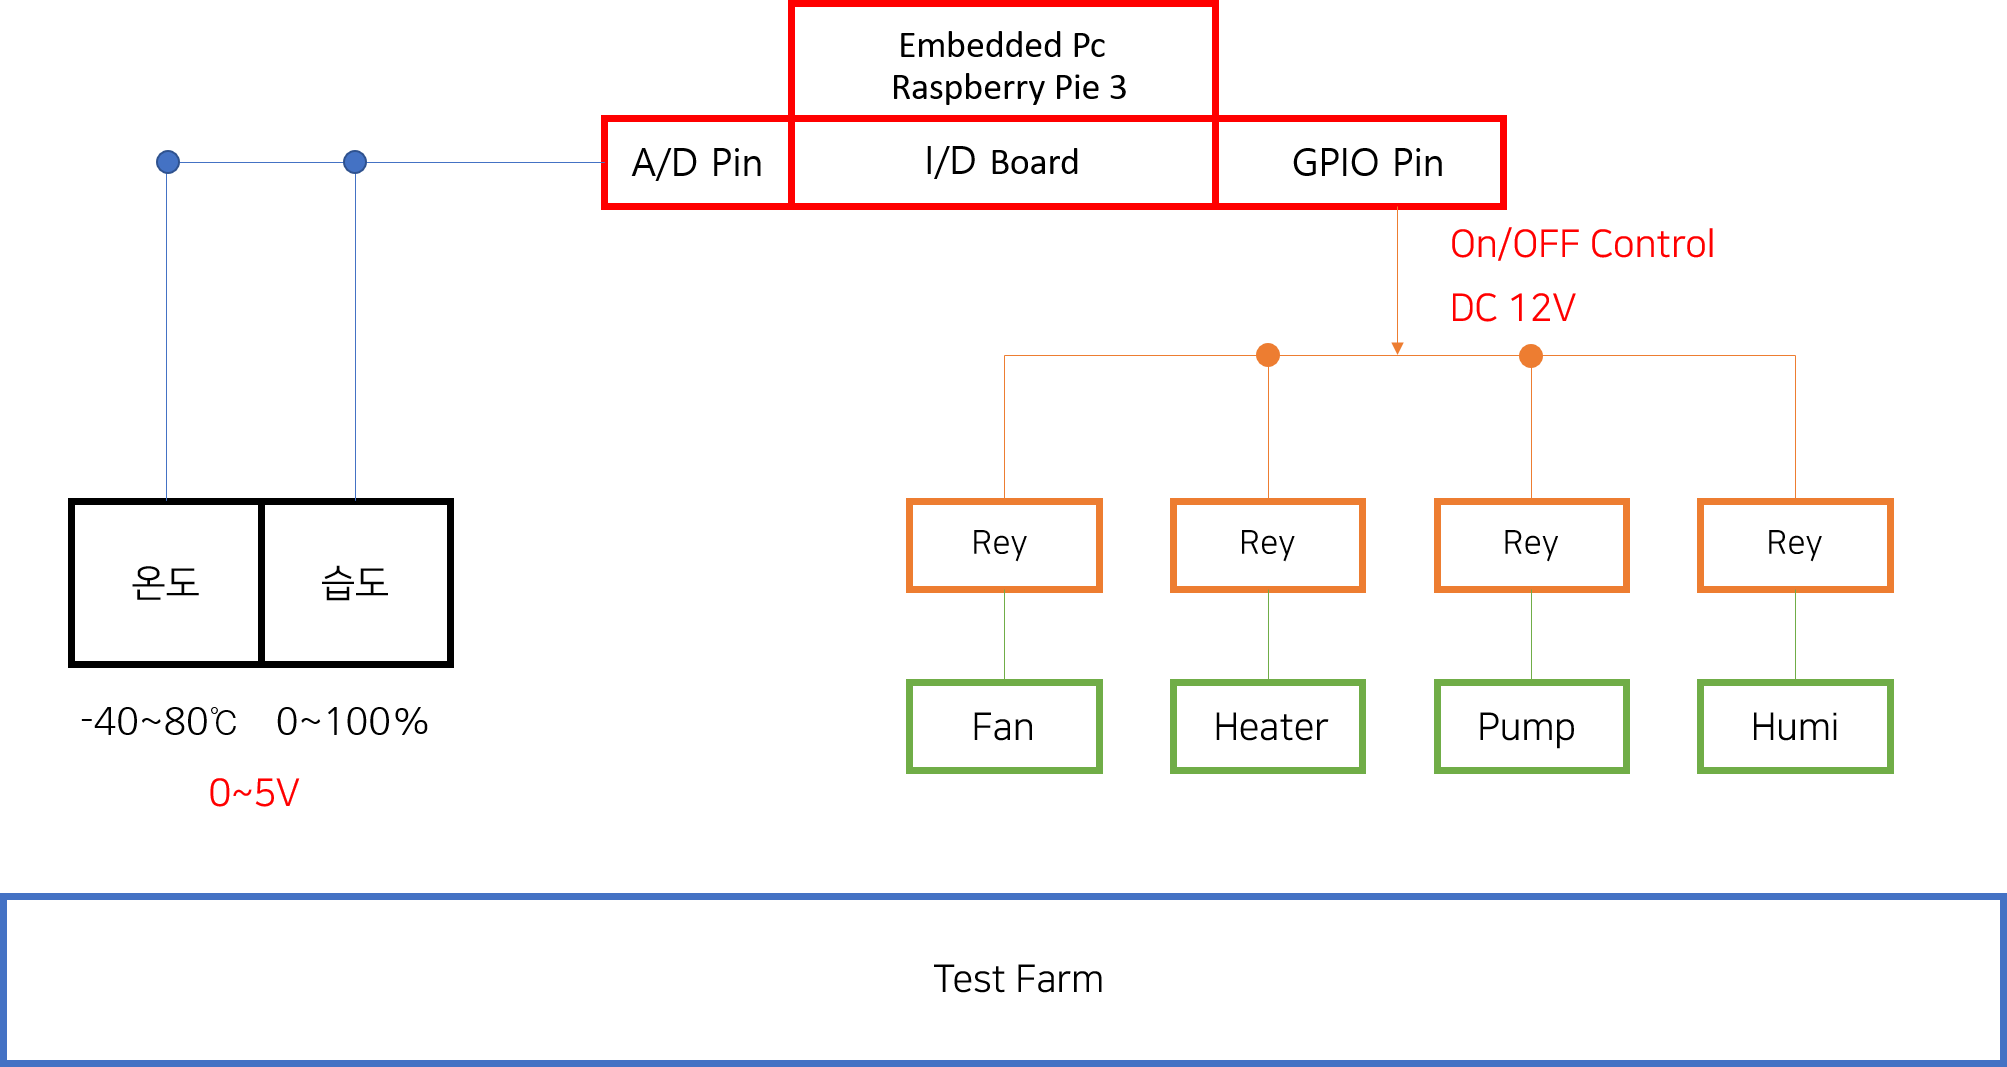 Embedded Pc
Raspberry Pie 3
A/D Pin
I/D Board
GPIO Pin
On/OFF Control
DC 12V
온도
습도
-40~80℃
0~100%
0~5V
Rey
Rey
Rey
Rey
Fan
Heater
Pump
Humi
Test Farm